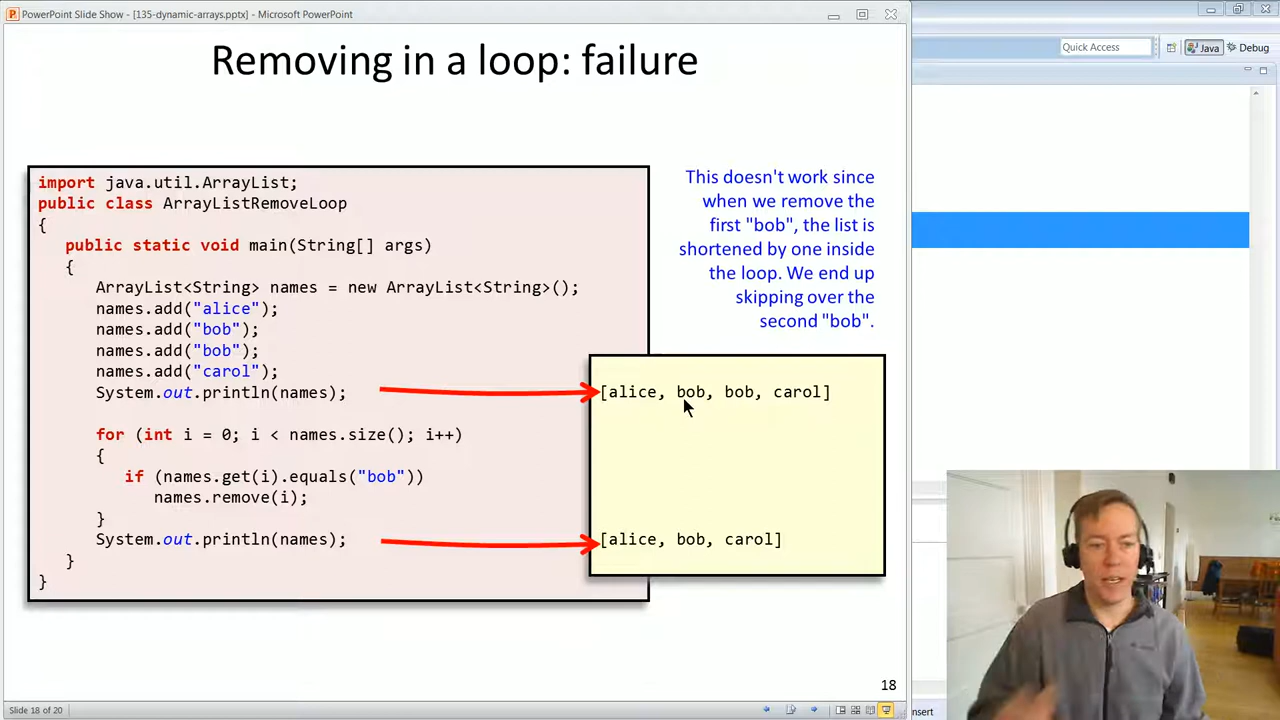 PowerPoint Slide Show - [135-dynamic-arrays.pptx] - Microsoft PowerPoint
Quick Access
Java
Debug
Removing in a loop: failure
import java.util.ArrayList;
public class ArrayListRemoveLoop
{
public static void main(String[] args)
{
ArrayList<String> names = new ArrayList<String>();
names.add("alice");
names.add("bob");
names.add("bob");
names.add("carol");
System.out.println(names);
for (int i = 0; i < names.size(); i++)
{
if (names.get(i).equals("bob"))
names.remove(i);
}
System.out.println(names);
}
}
This doesn't work since
when we remove the
first "bob", the list is
shortened by one inside
the loop. We end up
skipping over the
second "bob".
[alice, bob, bob, carol]
[alice, bob, carol]
18
Slide 18 of 20